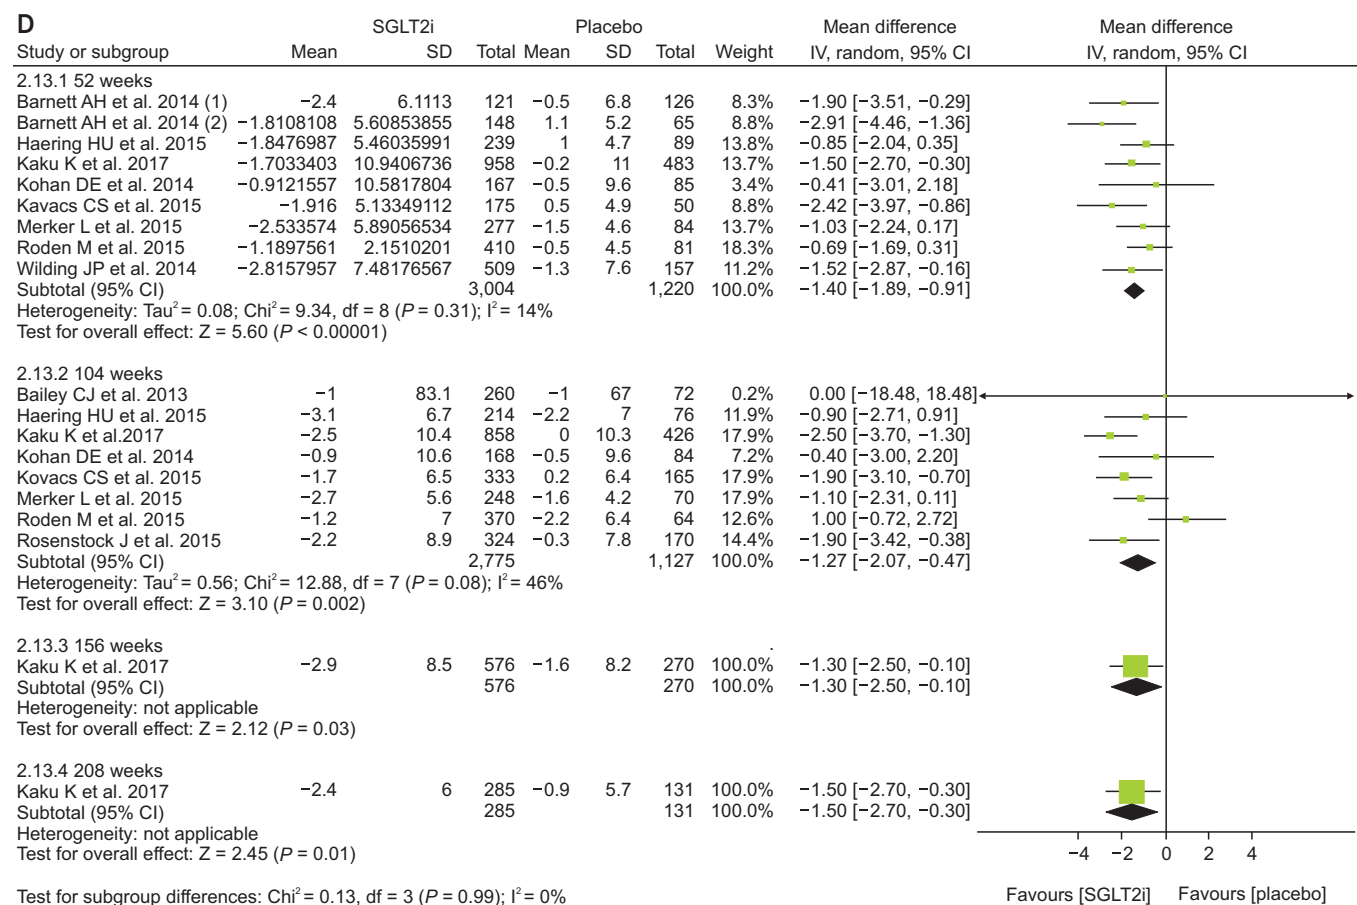 D
SGLT2i Placebo Mean difference Mean difference
Study or subgroup Mean SD Total Mean SD Total Weight IV, random, 95% CI IV, random, 95% CI
2.13.1 52 weeks
Barnett AH et al. 2014 (1) −2.4 6.1113 121 −0.5 6.8 126 8.3% −1.90 [−3.51, −0.29]
Barnett AH et al. 2014 (2) −1.8108108 5.60853855 148 1.1 5.2 65 8.8% −2.91 [−4.46, −1.36]
Haering HU et al. 2015 −1.8476987 5.46035991 239 1 4.7 89 13.8% −0.85 [−2.04, 0.35]
Kaku K et al. 2017 −1.7033403 10.9406736 958 −0.2 11 483 13.7% −1.50 [−2.70, −0.30]
Kohan DE et al. 2014 −0.9121557 10.5817804 167 −0.5 9.6 85 3.4% −0.41 [−3.01, 2.18]
Kavacs CS et al. 2015 −1.916 5.13349112 175 0.5 4.9 50 8.8% −2.42 [−3.97, −0.86]
Merker L et al. 2015 −2.533574 5.89056534 277 −1.5 4.6 84 13.6% −1.03 [−2.24, 0.17]
Roden M et al. 2015 −1.1897561 2.1510201 410 −0.5 4.5 81 18.3% −0.69 [−1.69, 0.31]
Wilding JP et al. 2014 −2.8157957 7.48176567 509 −1.3 7.6 157 11.2% −1.52 [−2.87, −0.16]
Subtotal (95% CI) 3,004 1,220 100.0% −1.40 [−1.89, −0.91]
Heterogeneity: Tau² = 0.08; Chi² = 9.34, df = 8 (P = 0.31); I² = 14%
Test for overall effect: Z = 5.60 (P < 0.00001)
2.13.2 104 weeks
Bailey CJ et al. 2013 −1 83.1 260 −1 67 72 0.2% 0.00 [−18.48, 18.48]
Haering HU et al. 2015 −3.1 6.7 214 −2.2 7 76 11.9% −0.90 [−2.71, 0.91]
Kaku K et al.2017 −2.5 10.4 858 0 10.3 426 17.9% −2.50 [−3.70, −1.30]
Kohan DE et al. 2014 −0.9 10.6 168 −0.5 9.6 84 7.2% −0.40 [−3.00, 2.20]
Kovacs CS et al. 2015 −1.7 6.5 333 0.2 6.4 165 17.9% −1.90 [−3.10, −0.70]
Merker L et al. 2015 −2.7 5.6 248 −1.6 4.2 70 17.9% −1.10 [−2.31, 0.11]
Roden M et al. 2015 −1.2 7 370 −2.2 6.4 64 12.6% 1.00 [−0.72, 2.72]
Rosenstock J et al. 2015 −2.2 8.9 324 −0.3 7.8 170 14.4% −1.90 [−3.42, −0.38]
Subtotal (95% CI) 2,775 1,127 100.0% −1.27 [−2.07, −0.47]
Heterogeneity: Tau² = 0.56; Chi² = 12.88, df = 7 (P = 0.08); I² = 46%
Test for overall effect: Z = 3.10 (P = 0.002)
2.13.3 156 weeks
Kaku K et al. 2017 −2.9 8.5 576 −1.6 8.2 270 100.0% −1.30 [−2.50, −0.10]
Subtotal (95% CI) 576 270 100.0% −1.30 [−2.50, −0.10]
Heterogeneity: not applicable
Test for overall effect: Z = 2.12 (P = 0.03)
2.13.4 208 weeks
Kaku K et al. 2017 −2.4 6 285 −0.9 5.7 131 100.0% −1.50 [−2.70, −0.30]
Subtotal (95% CI) 285 131 100.0% −1.50 [−2.70, −0.30]
Heterogeneity: not applicable
Test for overall effect: Z = 2.45 (P = 0.01)
−4 −2 0 2 4
Test for subgroup differences: Chi² = 0.13, df = 3 (P = 0.99); I² = 0%
Favours [SGLT2i] Favours [placebo]